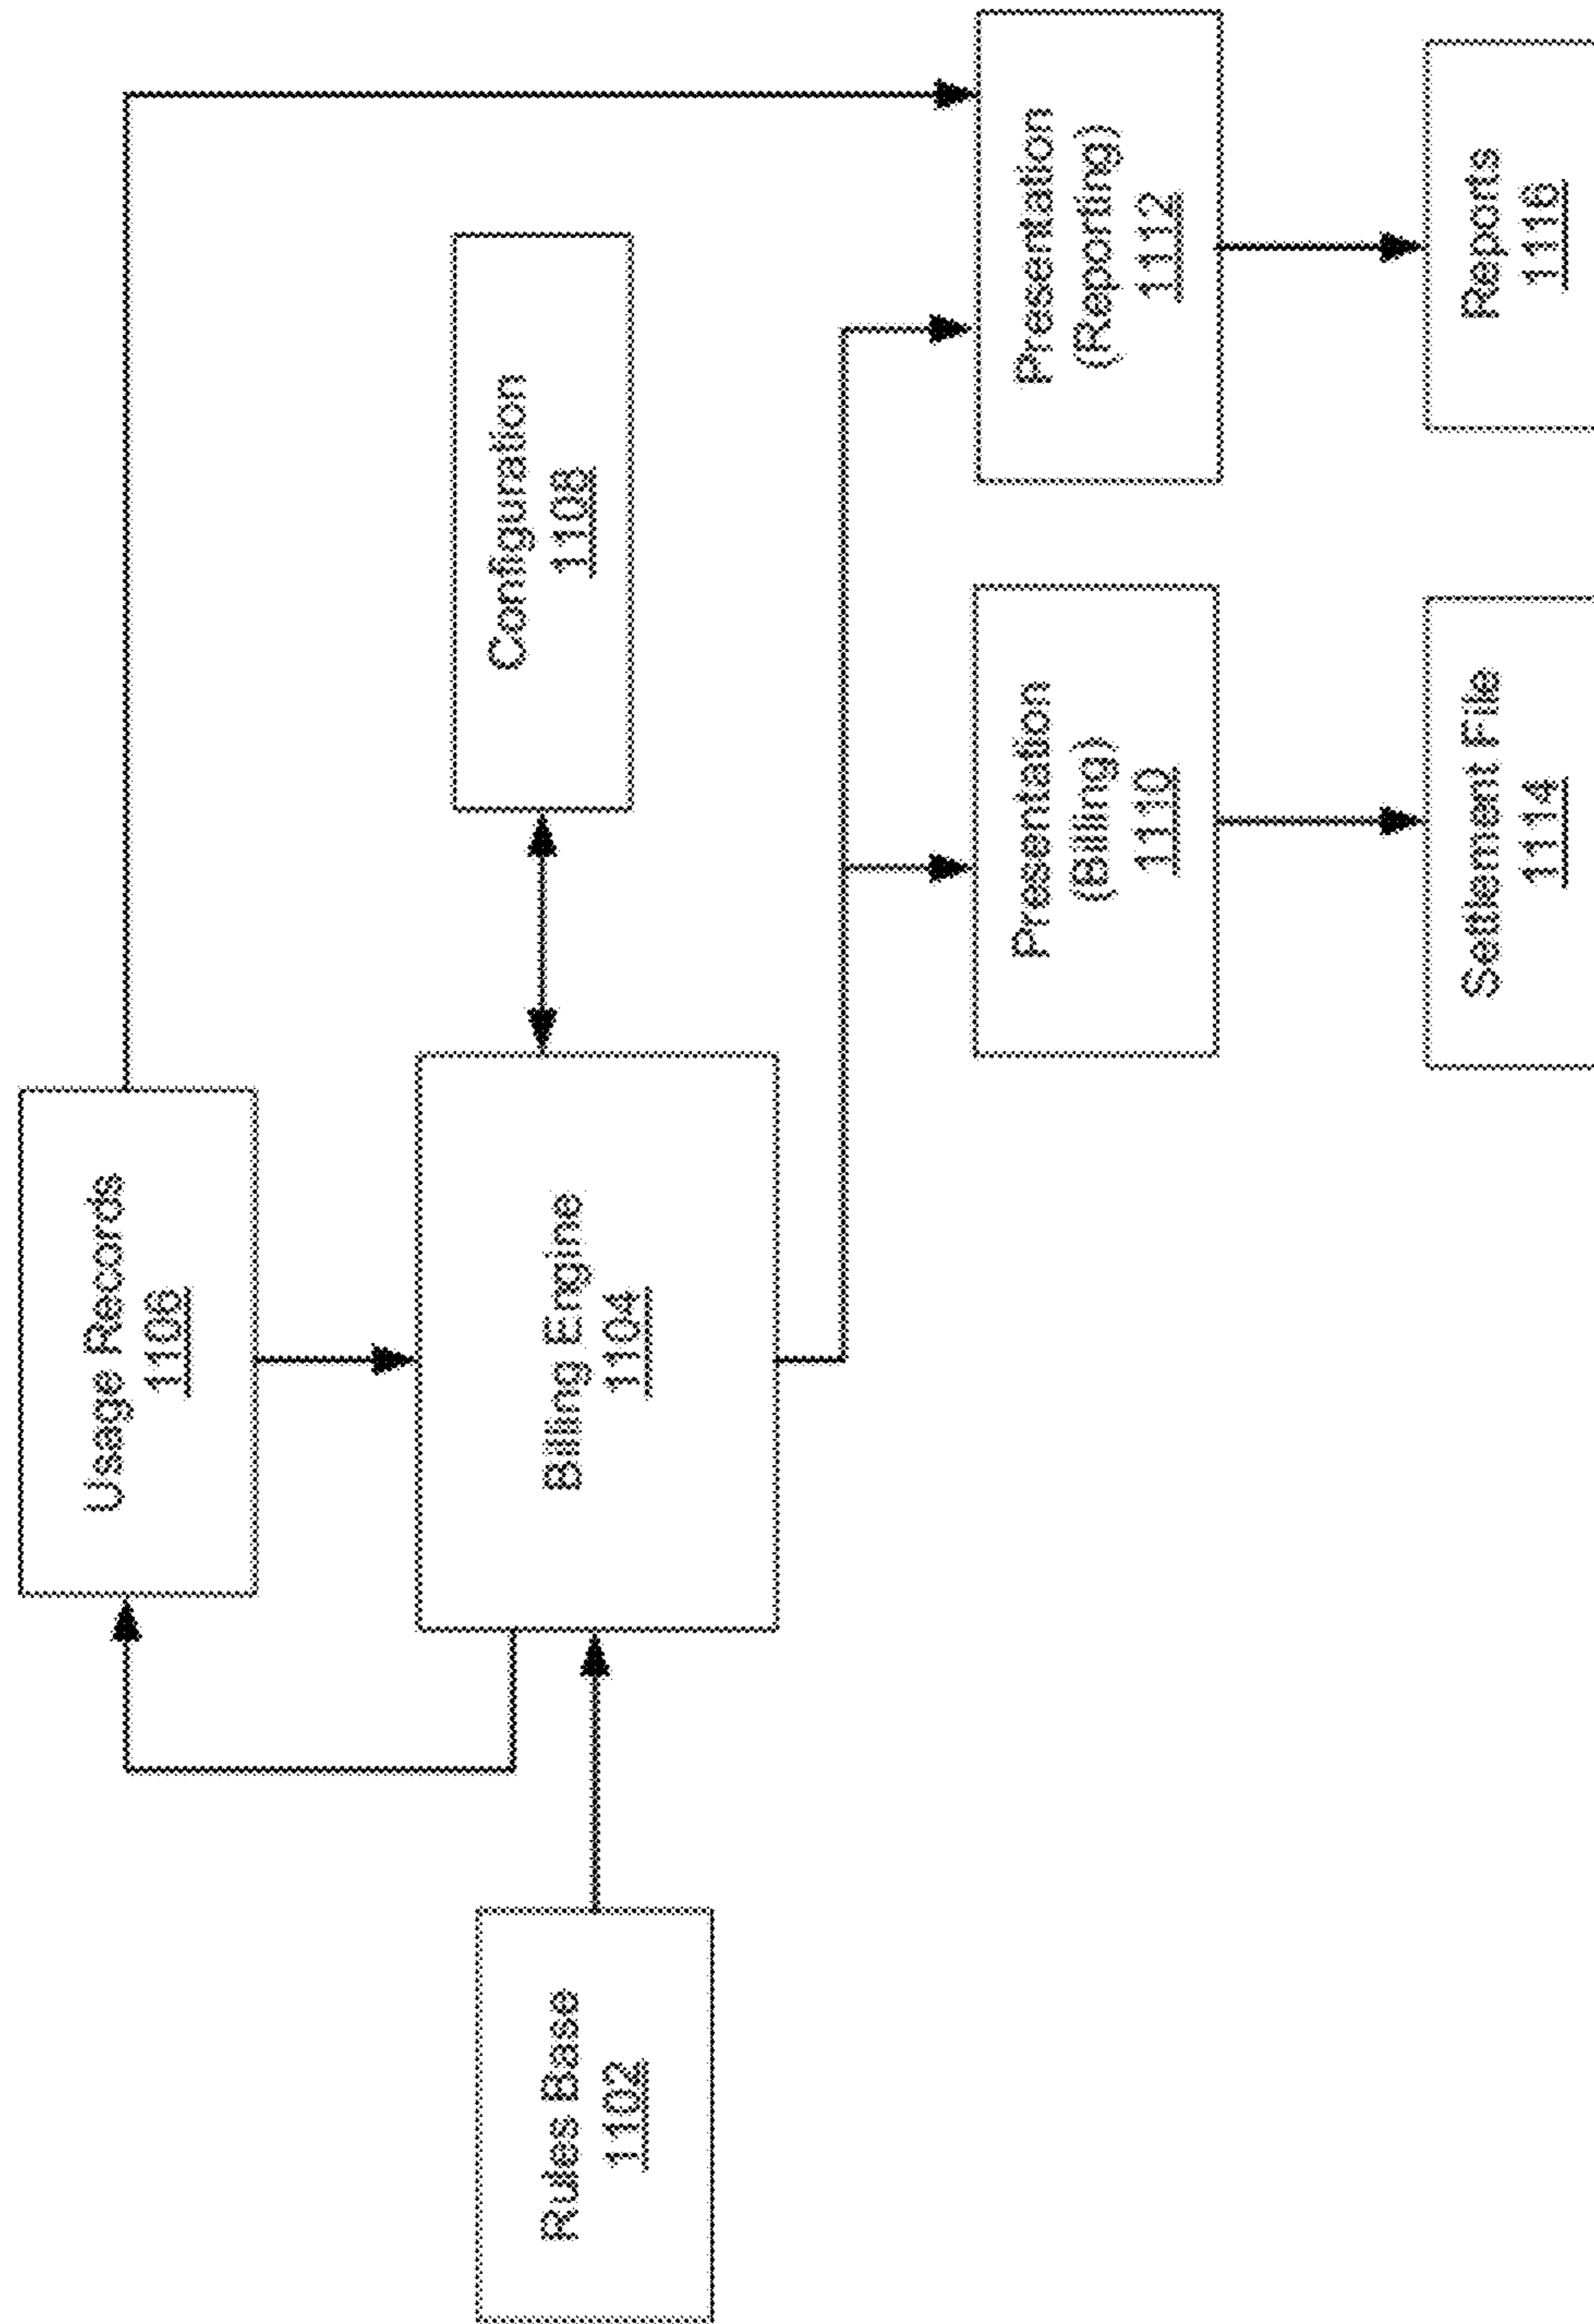 Usage Records
1106
Rules Base
1102
Billing Engine
1104
Configuration
1108
Presentation
(Billing)
1110
Presentation
(Reporting)
1112
Settlement File
1114
Reports
1116